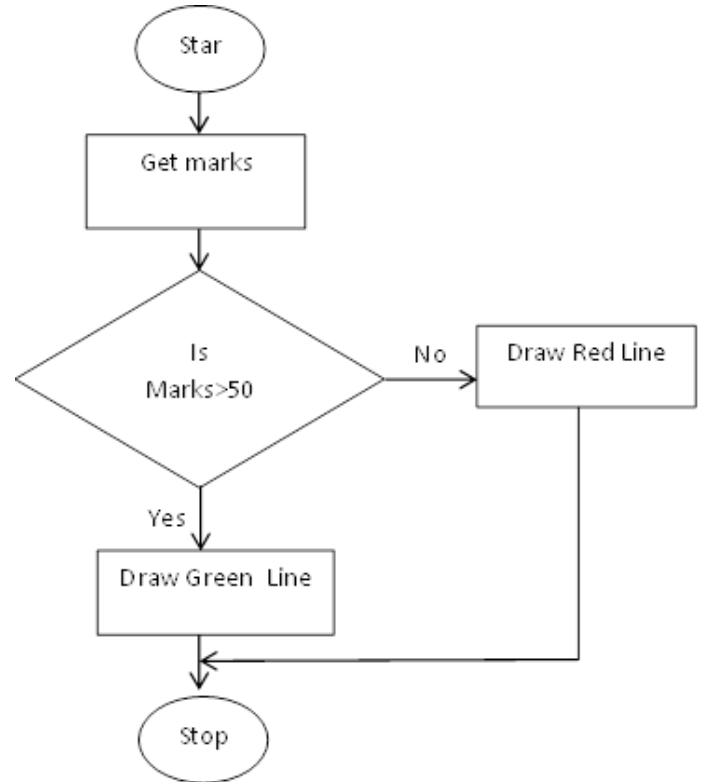 Star
Get marks
Is
Marks>50
No
Draw Red Line
Yes
Draw Green Line
Stop